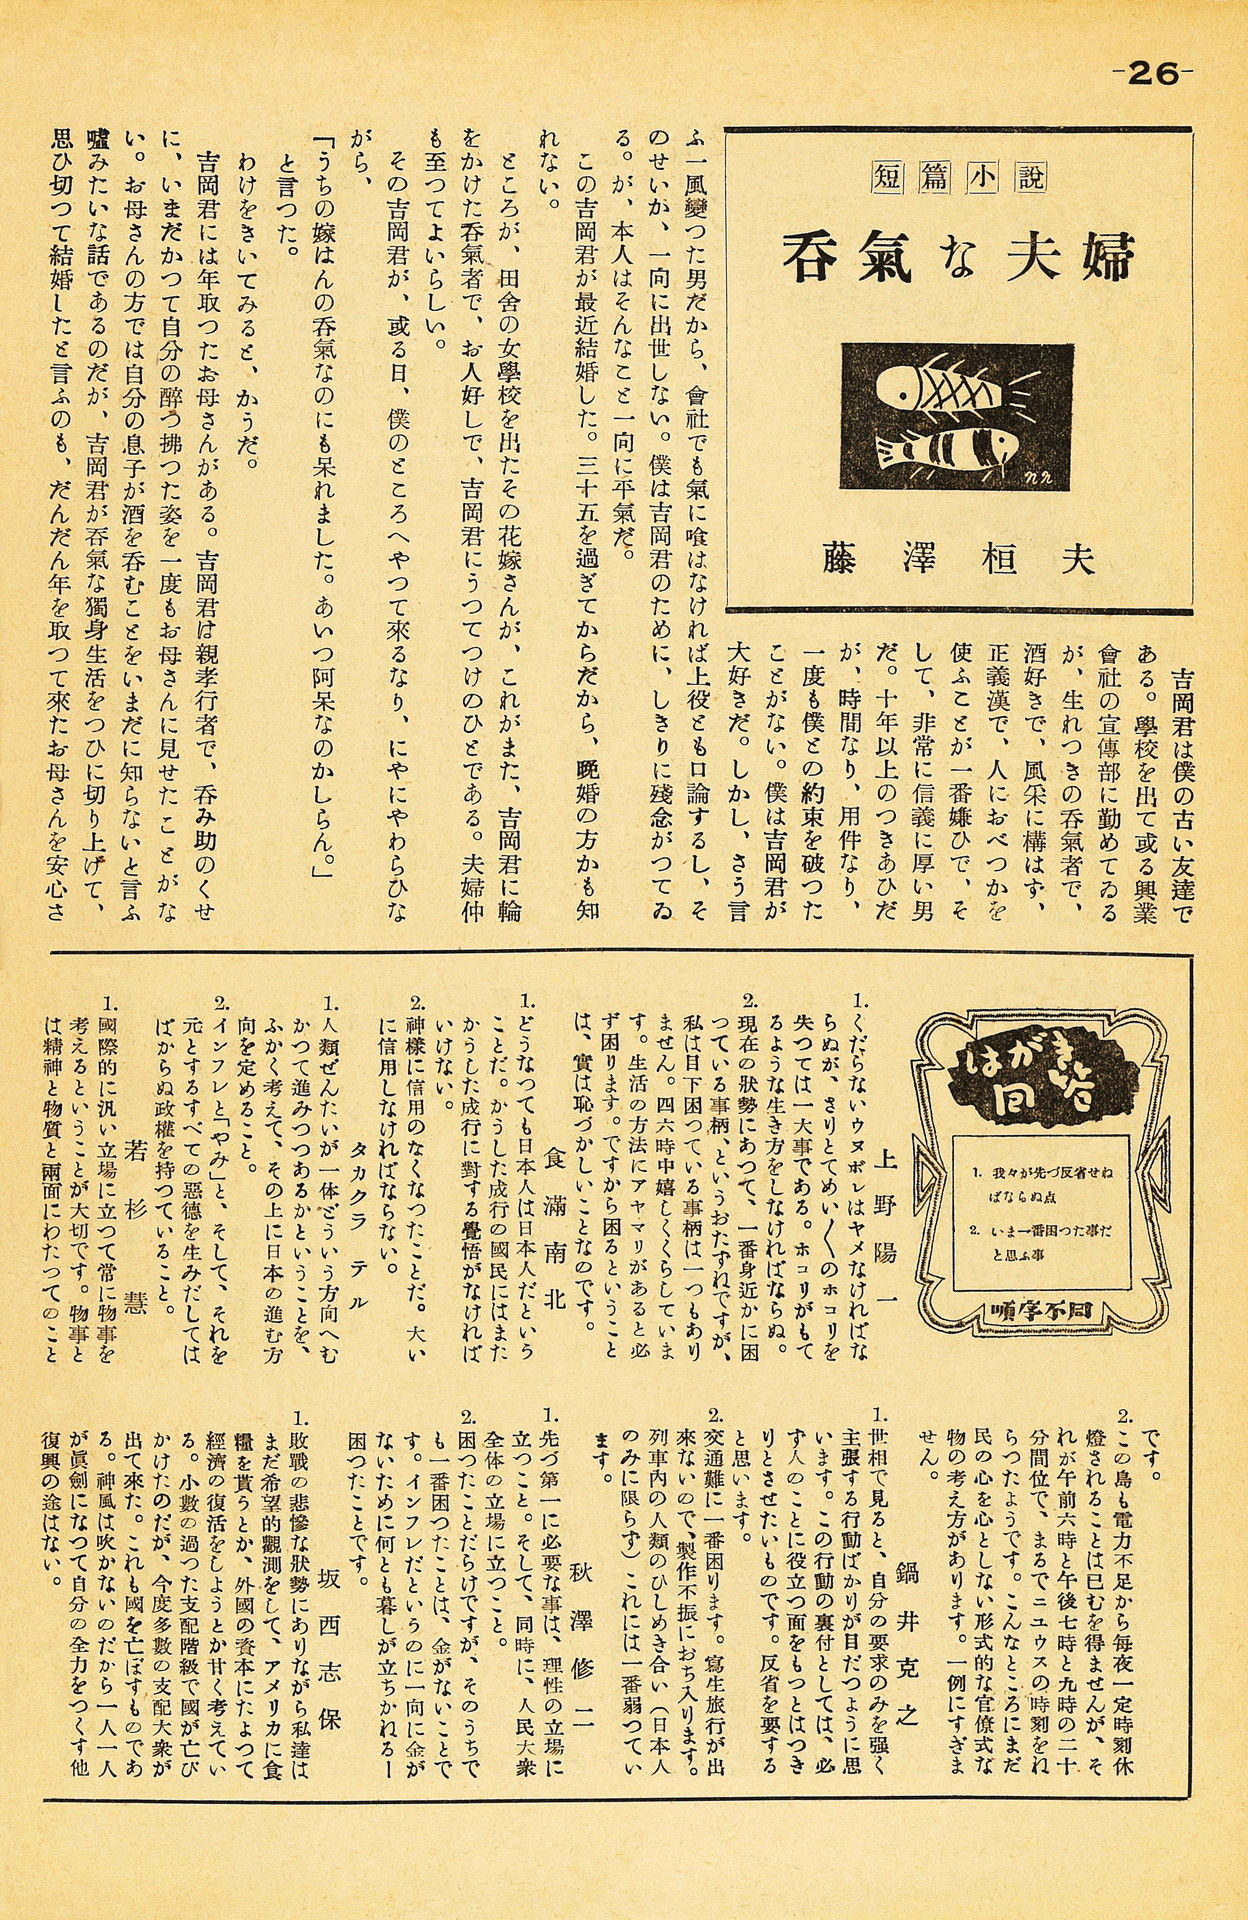 -26-
短篇小說
呑氣な夫婦
nn
藤澤桓夫
吉岡君は僕の古い友達で
ある。學校を出て或る興業
會社の宣傳部に勤めてゐる
が、生れつきの呑氣者で、
酒好きで、風采に構はず、
正義漢で、人におべつかを
使ふことが一番嫌ひで、そ
して、非常に信義に厚い男
だ。十年以上のつきあひだ
が、時間なり、用件なり、
一度も僕との約束を破つた
ことがない。僕は吉岡君が
大好きだ。しかし、さう言
ふ一風變つた男だから、會社でも氣に喰はなければ上役とも口論するし、そ
のせいか、一向に出世しない。僕は吉岡君のために、しきりに殘念がつてゐ
る。が、本人はそんなこと一向に平氣だ。
この吉岡君が最近結婚した。三十五を過ぎてからだから、晩婚の方かも知
れない。
ところが、田舍の女學校を出たその花嫁さんが、これがまた、吉岡君に輪
をかけた呑氣者で、お人好しで、吉岡君にうつてつけのひとである。夫婦仲
も至つてよいらしい。
その吉岡君が、或る日、僕のところへやつて來るなり、にやにやわらひな
がら、
「うちの嫁はんの呑氣なのにも呆れました。あいつ阿呆なのかしらん。」
と言つた。
わけをきいてみると、かうだ。
吉岡君には年取つたお母さんがある。吉岡君は親孝行者で、呑み助のくせ
に、いまだかつて自分の醉つ拂つた姿を一度もお母さんに見せたことがな
い。お母さんの方では自分の息子が酒を呑むことをいまだに知らないと言ふ
嘘みたいな話であるのだが、吉岡君が呑氣な獨身生活をつひに切り上げて、
思ひ切つて結婚したと言ふのも、だんだん年を取つて來たお母さんを安心さ
はがき
回答
1. 我々が先づ反省せね
ばならぬ点
2. いま一番困つた事だ
と思ふ事
順序不同
上野陽一
1. くだらないウヌボレはヤメなければな
らぬが、さりとてめい〳〵のホコリを
失つては一大事である。ホコリがもて
るような生き方をしなければならぬ。
2. 現在の狀勢にあつて、一番身近かに困
つている事柄、というおたずねですが、
私は目下困つている事柄は一つもあり
ません。四六時中嬉しくくらしていま
す。生活の方法にアヤマリがあると必
ず困ります。ですから困るということ
は、實は恥づかしいことなのです。
食滿南北
1. どうなつても日本人は日本人だという
ことだ。かうした成行の國民にはまた
かうした成行に對する覺悟がなければ
いけない。
2. 神樣に信用のなくなつたことだ。大い
に信用しなければならない。
タカクラテル
1. 人類ぜんたいが一体どういう方向へむ
かつて進みつつあるかということを、
ふかく考えて、その上に日本の進む方
向を定めること。
2. インフレと「やみ」と、そして、それを
元とするすべての惡德を生みだしては
ばからぬ政權を持つていること。
若杉慧
1. 國際的に汎い立場に立つて常に物事を
考えるということが大切です。物事と
は精神と物質と兩面にわたつてのこと
です。
2. この島も電力不足から每夜一定時刻休
燈されることは已むを得ませんが、そ
れが午前六時と午後七時と九時の二十
分間位で、まるでニユウスの時刻をね
らつたようです。こんなところにまだ
民の心を心としない形式的な官僚式な
物の考え方があります。一例にすぎま
せん。
鍋井克之
1. 世相で見ると、自分の要求のみを强く
主張する行動ばかりが目だつように思
います。この行動の裏付としては、必
ず人のことに役立つ面をもつとはつき
りとさせたいものです。反省を要する
と思います。
2. 交通難に一番困ります。寫生旅行が出
來ないので、製作不振におち入ります。
列車內の人類のひしめき合い（日本人
のみに限らず）これには一番弱つてい
ます。
秋澤修二
1. 先づ第一に必要な事は、理性の立場に
立つこと。そして、同時に、人民大衆
全体の立場に立つこと。
2. 困つたことだらけですが、そのうちで
も一番困つたことは、金がないことで
す。インフレだというのに一向に金が
ないために何とも暮しが立ちかねる―
困つたことです。
坂西志保
1. 敗戰の悲慘な狀勢にありながら私達は
まだ希望的觀測をして、アメリカに食
糧を貰うとか、外國の資本にたよつて
經濟の復活をしようとか甘く考えてい
る。小數の過つた支配階級で國が亡び
かけたのだが、今度多數の支配大衆が
出て來た。これも國を亡ぼすものであ
る。神風は吹かないのだから一人一人
が眞劍になつて自分の全力をつくす他
復興の途はない。